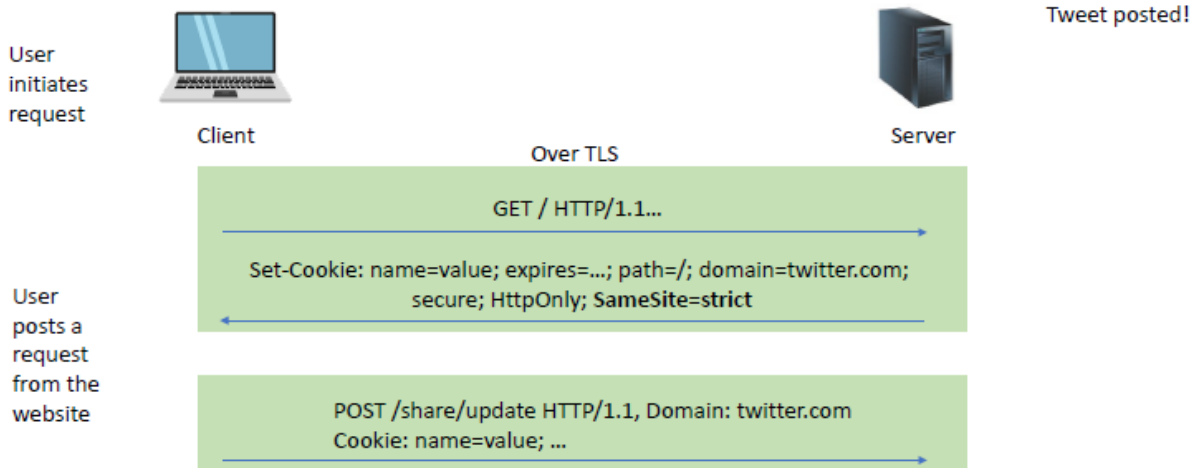 Tweet posted!
User
initiates
request
Client
Server
Over TLS
GET / HTTP/1.1...
Set-Cookie: name=value; expires=...; path=/; domain=twitter.com;
secure; HttpOnly; SameSite=strict
User
posts a
request
from the
website
POST /share/update HTTP/1.1, Domain: twitter.com
Cookie: name=value; ...